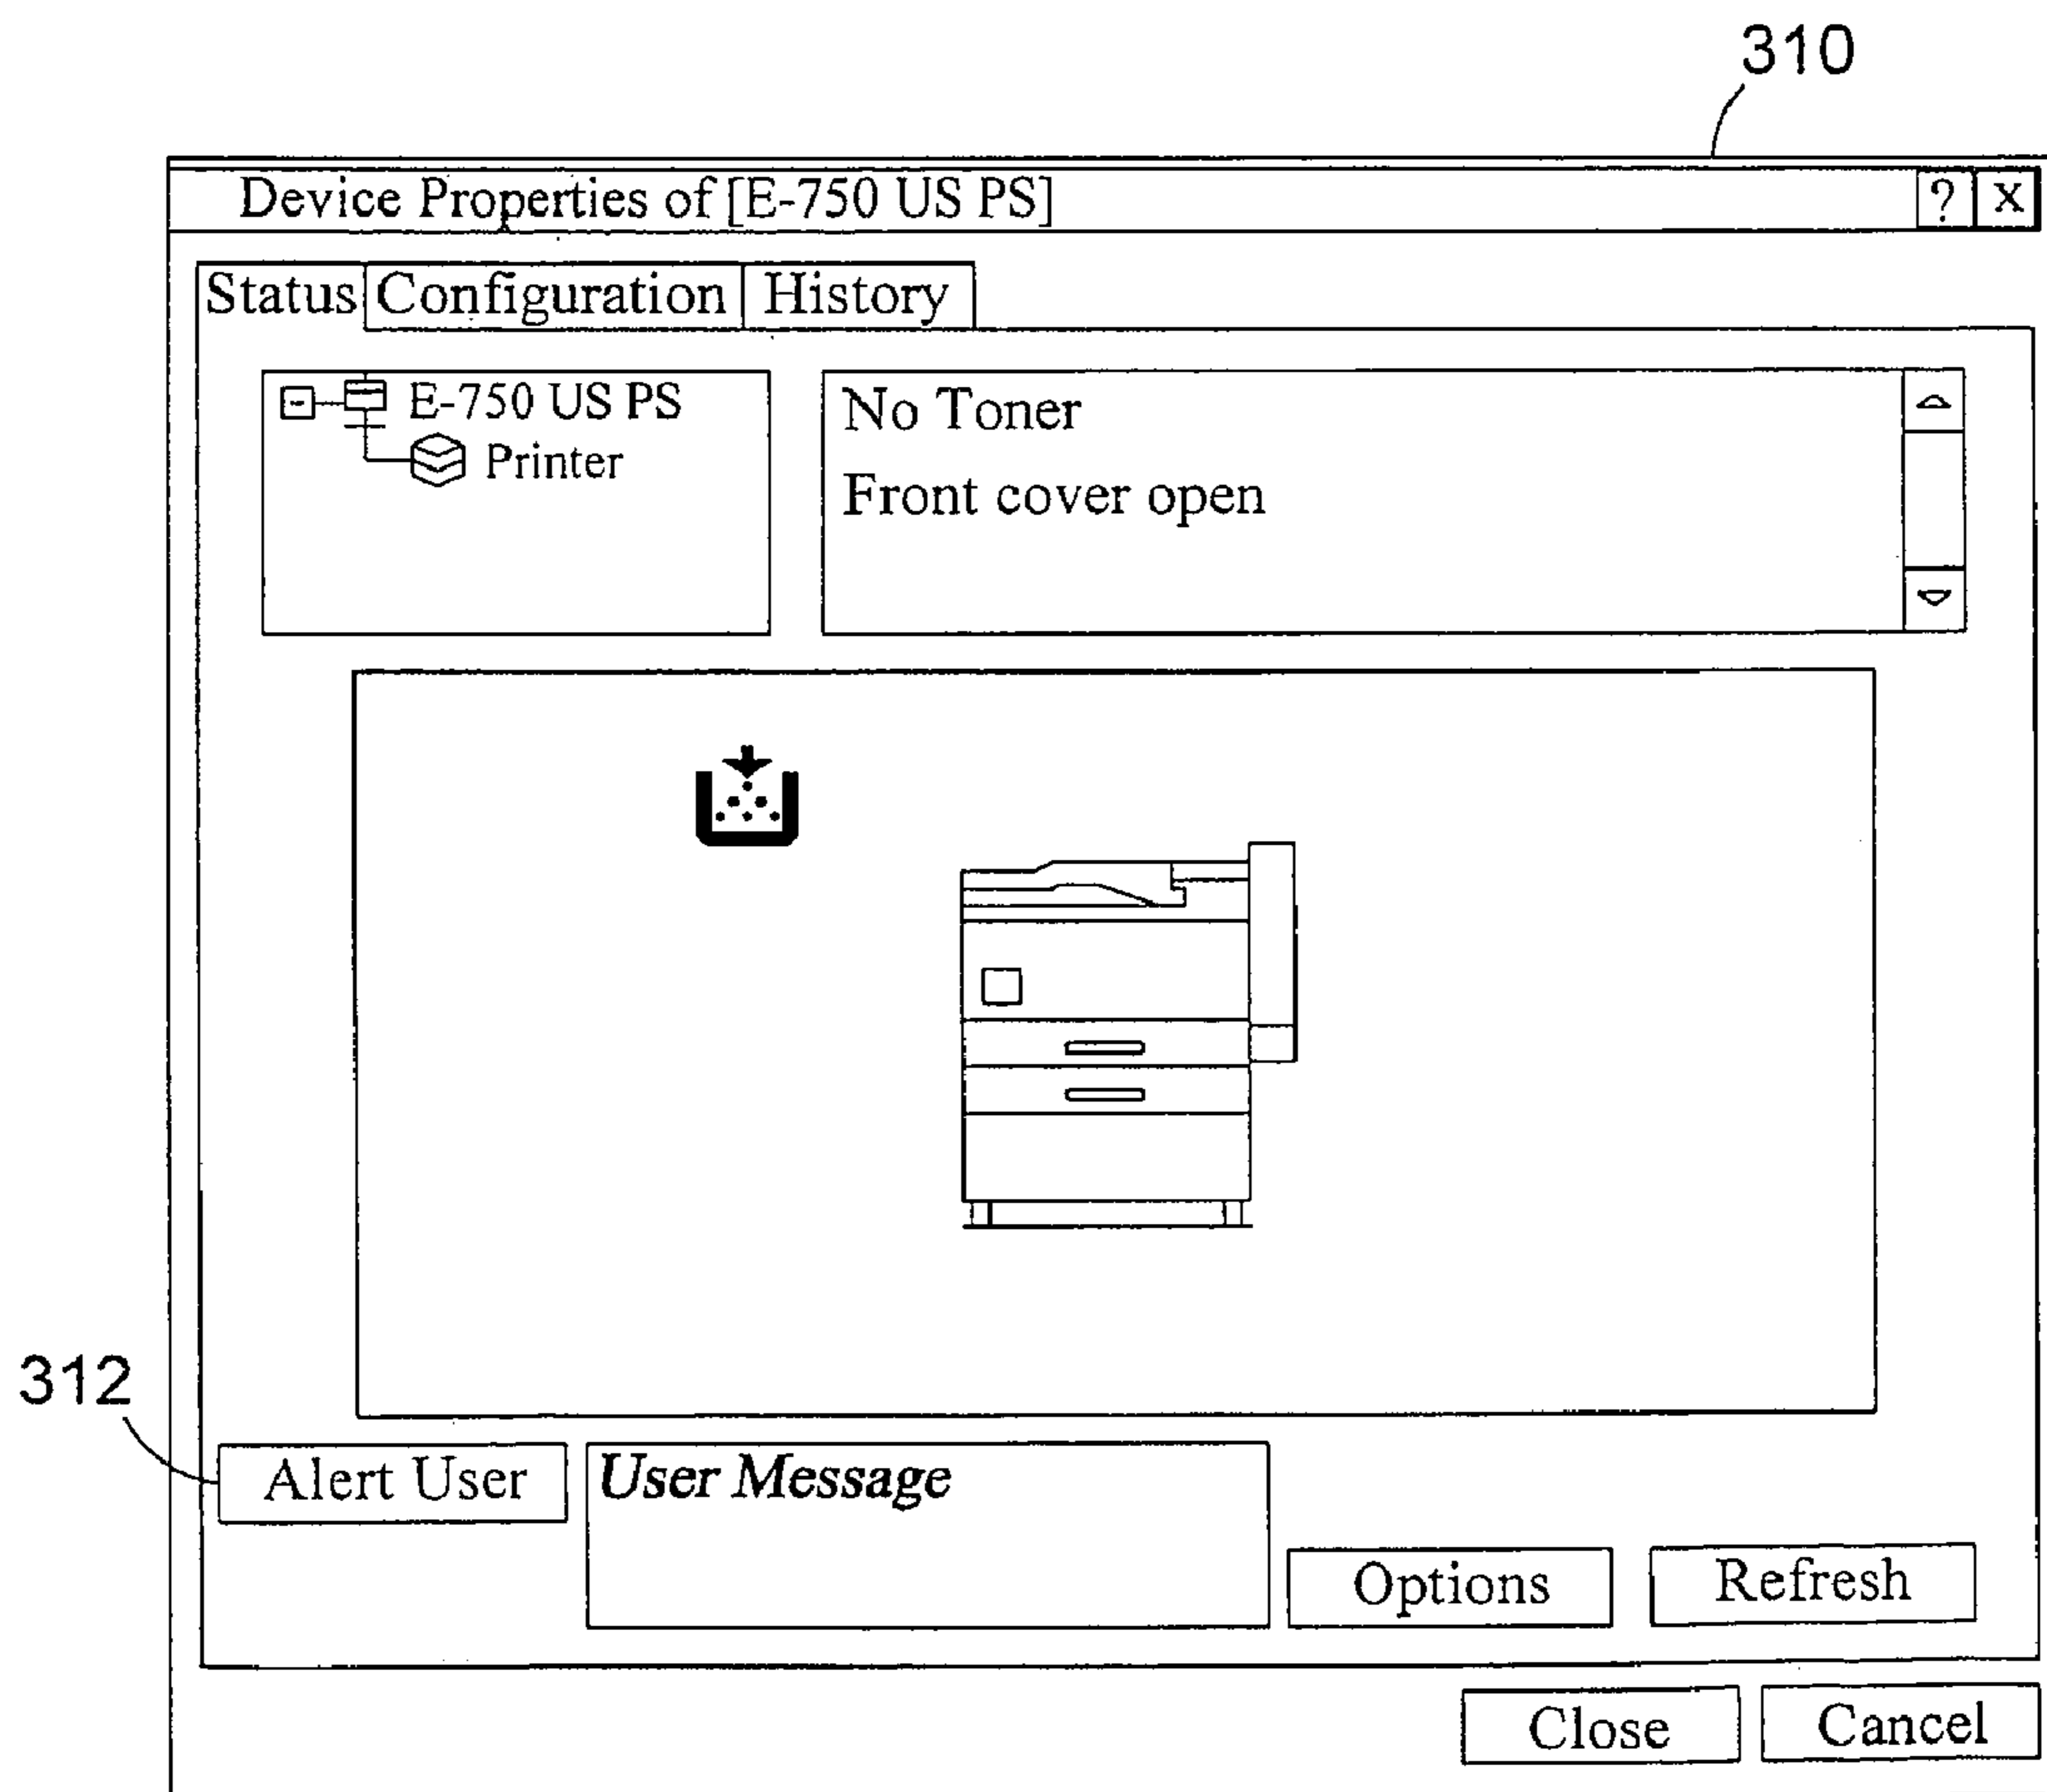 310
Device Properties of [E-750 US PS] ? X
Status Configuration History
E-750 US PS
Printer
No Toner
Front cover open
312
Alert User
User Message
Options Refresh
Close Cancel